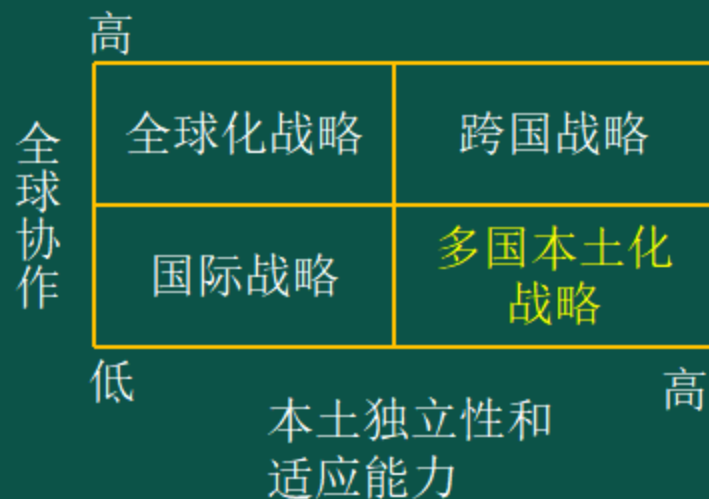 高
全球化战略 跨国战略
全球协作
国际战略 多国本土化
战略
低 高
本土独立性和
适应能力